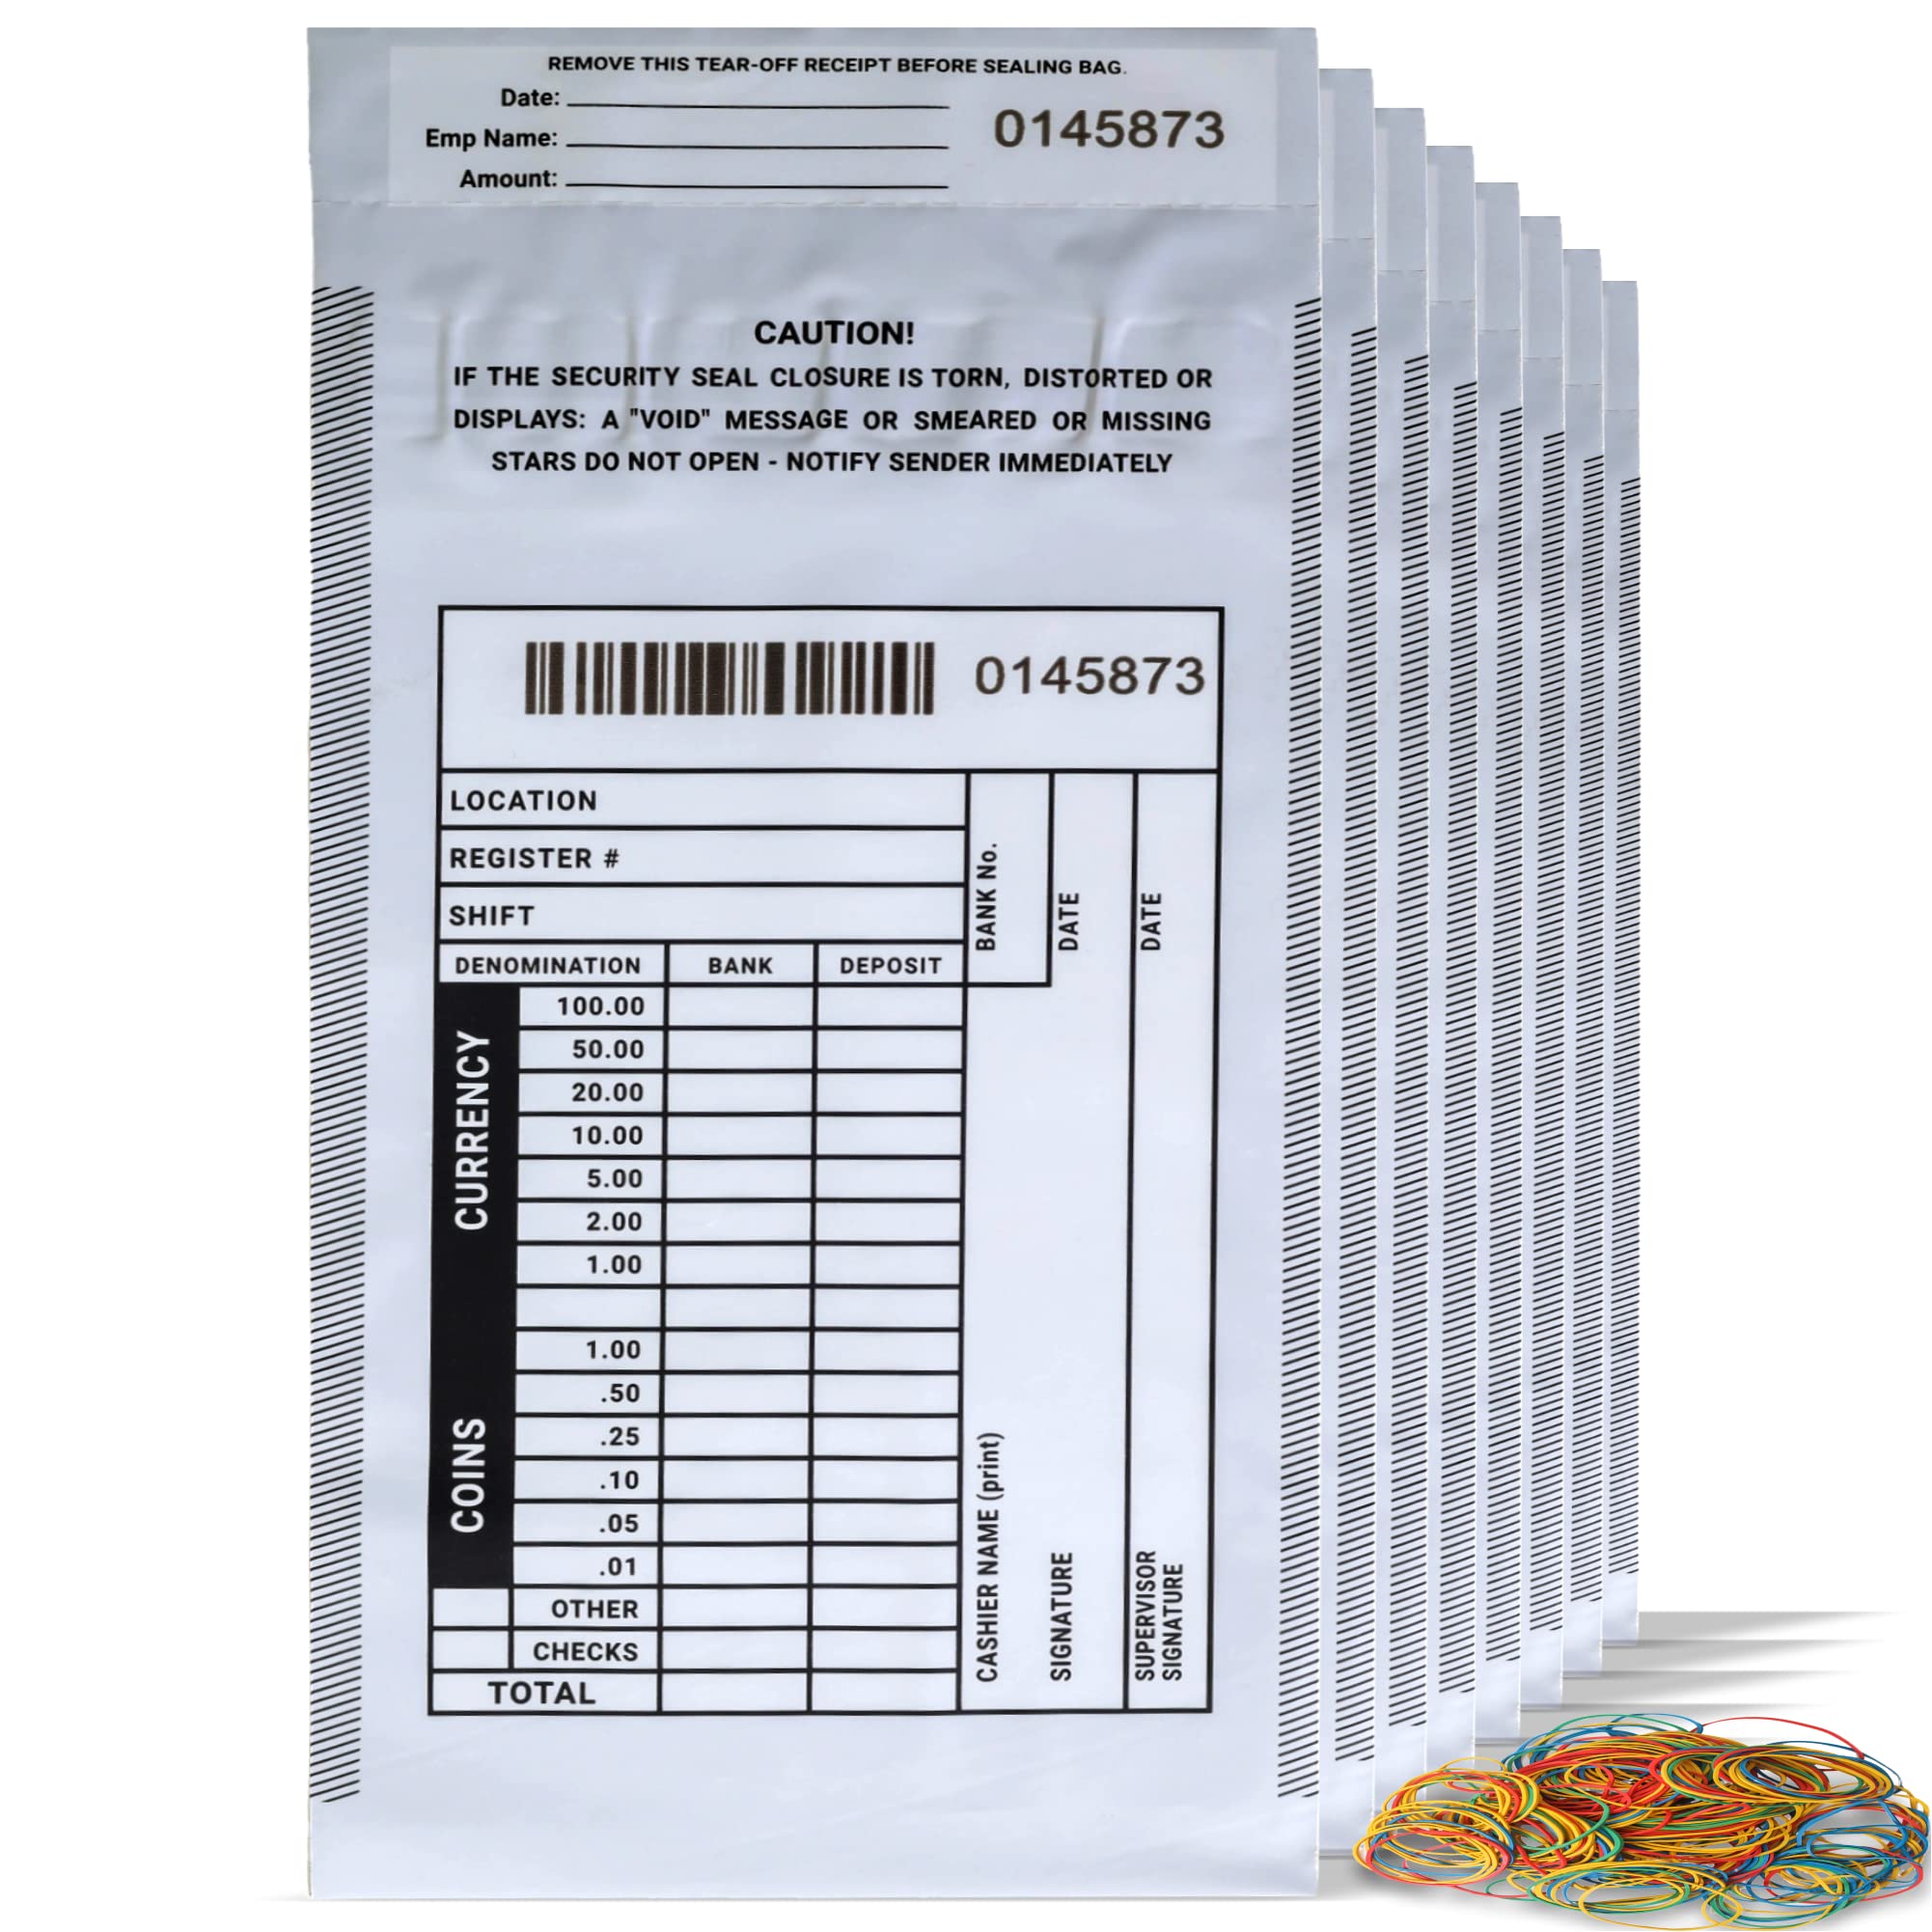 REMOVE THIS TEAR-OFF RECEIPT BEFORE SEALING BAG.
Date:
Emp Name:
Amount:
0145873
CAUTION!
IF THE SECURITY SEAL CLOSURE IS TORN, DISTORTED OR
DISPLAYS: A "VOID" MESSAGE OR SMEARED OR MISSING
STARS DO NOT OPEN - NOTIFY SENDER IMMEDIATELY
0145873
LOCATION
REGISTER #
SHIFT
BANK No.
DATE
DATE
DENOMINATION BANK DEPOSIT
CURRENCY
100.00
50.00
20.00
10.00
5.00
2.00
1.00
COINS
1.00
.50
.25
.10
.05
.01
OTHER
CHECKS
TOTAL
CASHIER NAME (print)
SIGNATURE
SUPERVISOR
SIGNATURE